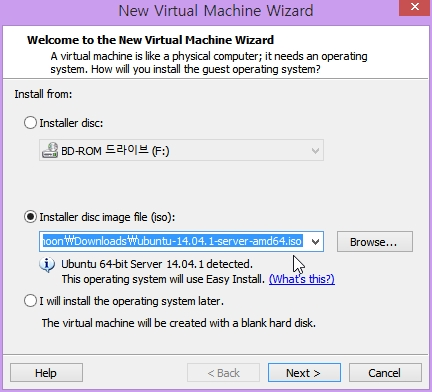 New Virtual Machine Wizard
Welcome to the New Virtual Machine Wizard
A virtual machine is like a physical computer; it needs an operating
system. How will you install the guest operating system?
Install from:
Installer disc:
BD-ROM 드라이브 (F:)
Installer disc image file (iso):
noon₩Downloads₩ubuntu-14.04.1-server-amd64.iso
Browse...
Ubuntu 64-bit Server 14.04.1 detected.
This operating system will use Easy Install. (What's this?)
I will install the operating system later.
The virtual machine will be created with a blank hard disk.
Help
< Back
Next >
Cancel